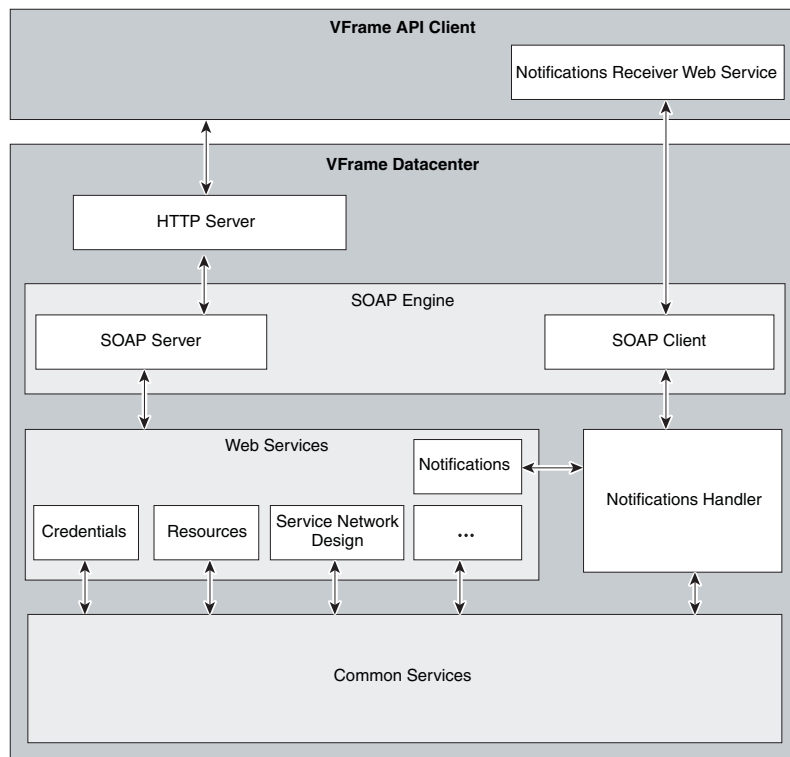 VFrame API Client
Notifications Receiver Web Service
VFrame Datacenter
HTTP Server
SOAP Engine
SOAP Server
SOAP Client
Web Services
Notifications
Notifications Handler
Credentials
Resources
Service Network
Design
...
Common Services